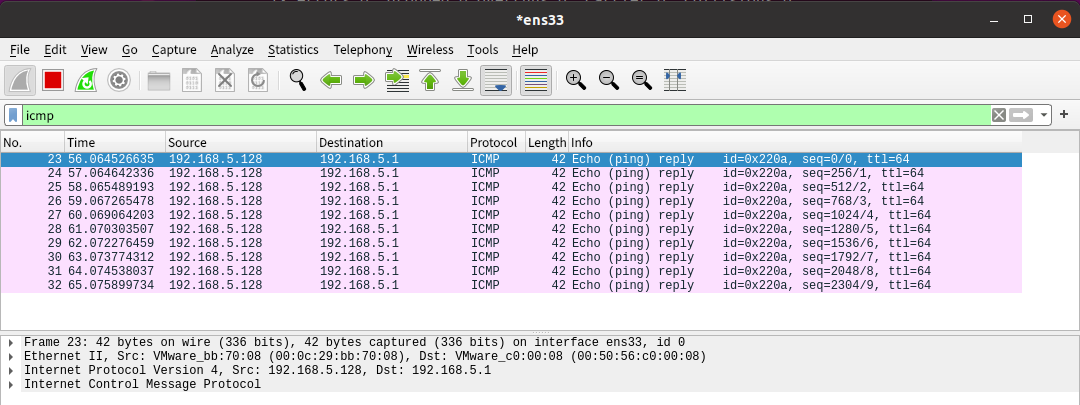 *ens33
File Edit View Go Capture Analyze Statistics Telephony Wireless Tools Help
icmp
No. Time Source Destination Protocol Length Info
23 56.064526635 192.168.5.128 192.168.5.1 ICMP 42 Echo (ping) reply id=0x220a, seq=0/0, ttl=64
24 57.064642336 192.168.5.128 192.168.5.1 ICMP 42 Echo (ping) reply id=0x220a, seq=256/1, ttl=64
25 58.065489193 192.168.5.128 192.168.5.1 ICMP 42 Echo (ping) reply id=0x220a, seq=512/2, ttl=64
26 59.067265478 192.168.5.128 192.168.5.1 ICMP 42 Echo (ping) reply id=0x220a, seq=768/3, ttl=64
27 60.069064203 192.168.5.128 192.168.5.1 ICMP 42 Echo (ping) reply id=0x220a, seq=1024/4, ttl=64
28 61.070303507 192.168.5.128 192.168.5.1 ICMP 42 Echo (ping) reply id=0x220a, seq=1280/5, ttl=64
29 62.072276459 192.168.5.128 192.168.5.1 ICMP 42 Echo (ping) reply id=0x220a, seq=1536/6, ttl=64
30 63.073774312 192.168.5.128 192.168.5.1 ICMP 42 Echo (ping) reply id=0x220a, seq=1792/7, ttl=64
31 64.074538037 192.168.5.128 192.168.5.1 ICMP 42 Echo (ping) reply id=0x220a, seq=2048/8, ttl=64
32 65.075899734 192.168.5.128 192.168.5.1 ICMP 42 Echo (ping) reply id=0x220a, seq=2304/9, ttl=64
Frame 23: 42 bytes on wire (336 bits), 42 bytes captured (336 bits) on interface ens33, id 0
Ethernet II, Src: VMware_bb:70:08 (00:0c:29:bb:70:08), Dst: VMware_c0:00:08 (00:50:56:c0:00:08)
Internet Protocol Version 4, Src: 192.168.5.128, Dst: 192.168.5.1
Internet Control Message Protocol